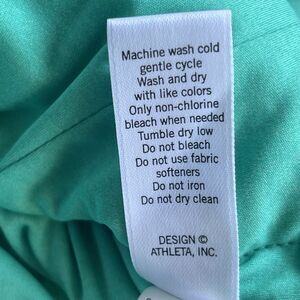 Machine wash cold
gentle cycle
Wash and dry
with like colors
Only non-chlorine
bleach when needed
Tumble dry low
Do not bleach
Do not use fabric
softeners
Do not iron
Do not dry clean
DESIGN ©
ATHLETA, INC.